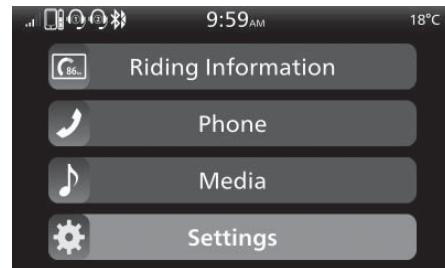 9:59AM 18°C
86
Riding Information
Phone
Media
Settings